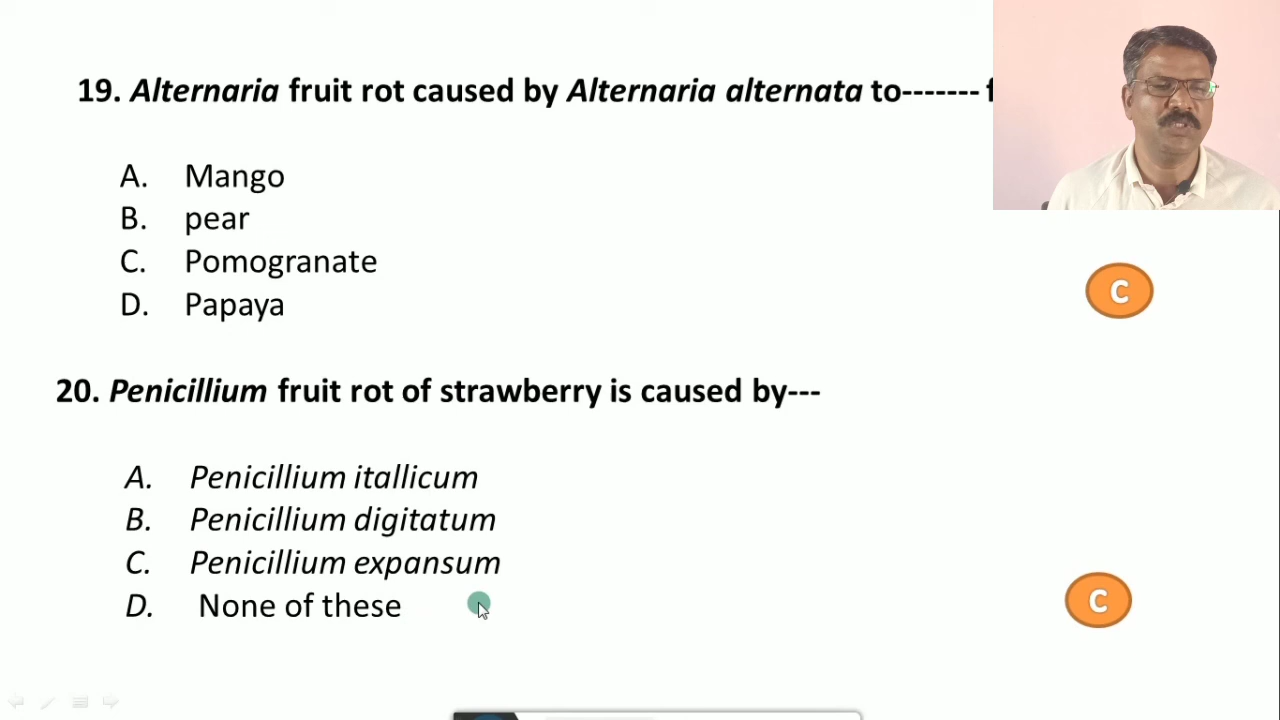 19. Alternaria fruit rot caused by Alternaria alternata to-------
A. Mango
B. pear
C. Pomogranate
D. Papaya
C
20. Penicillium fruit rot of strawberry is caused by---
A. Penicillium itallicum
B. Penicillium digitatum
C. Penicillium expansum
D. None of these
C